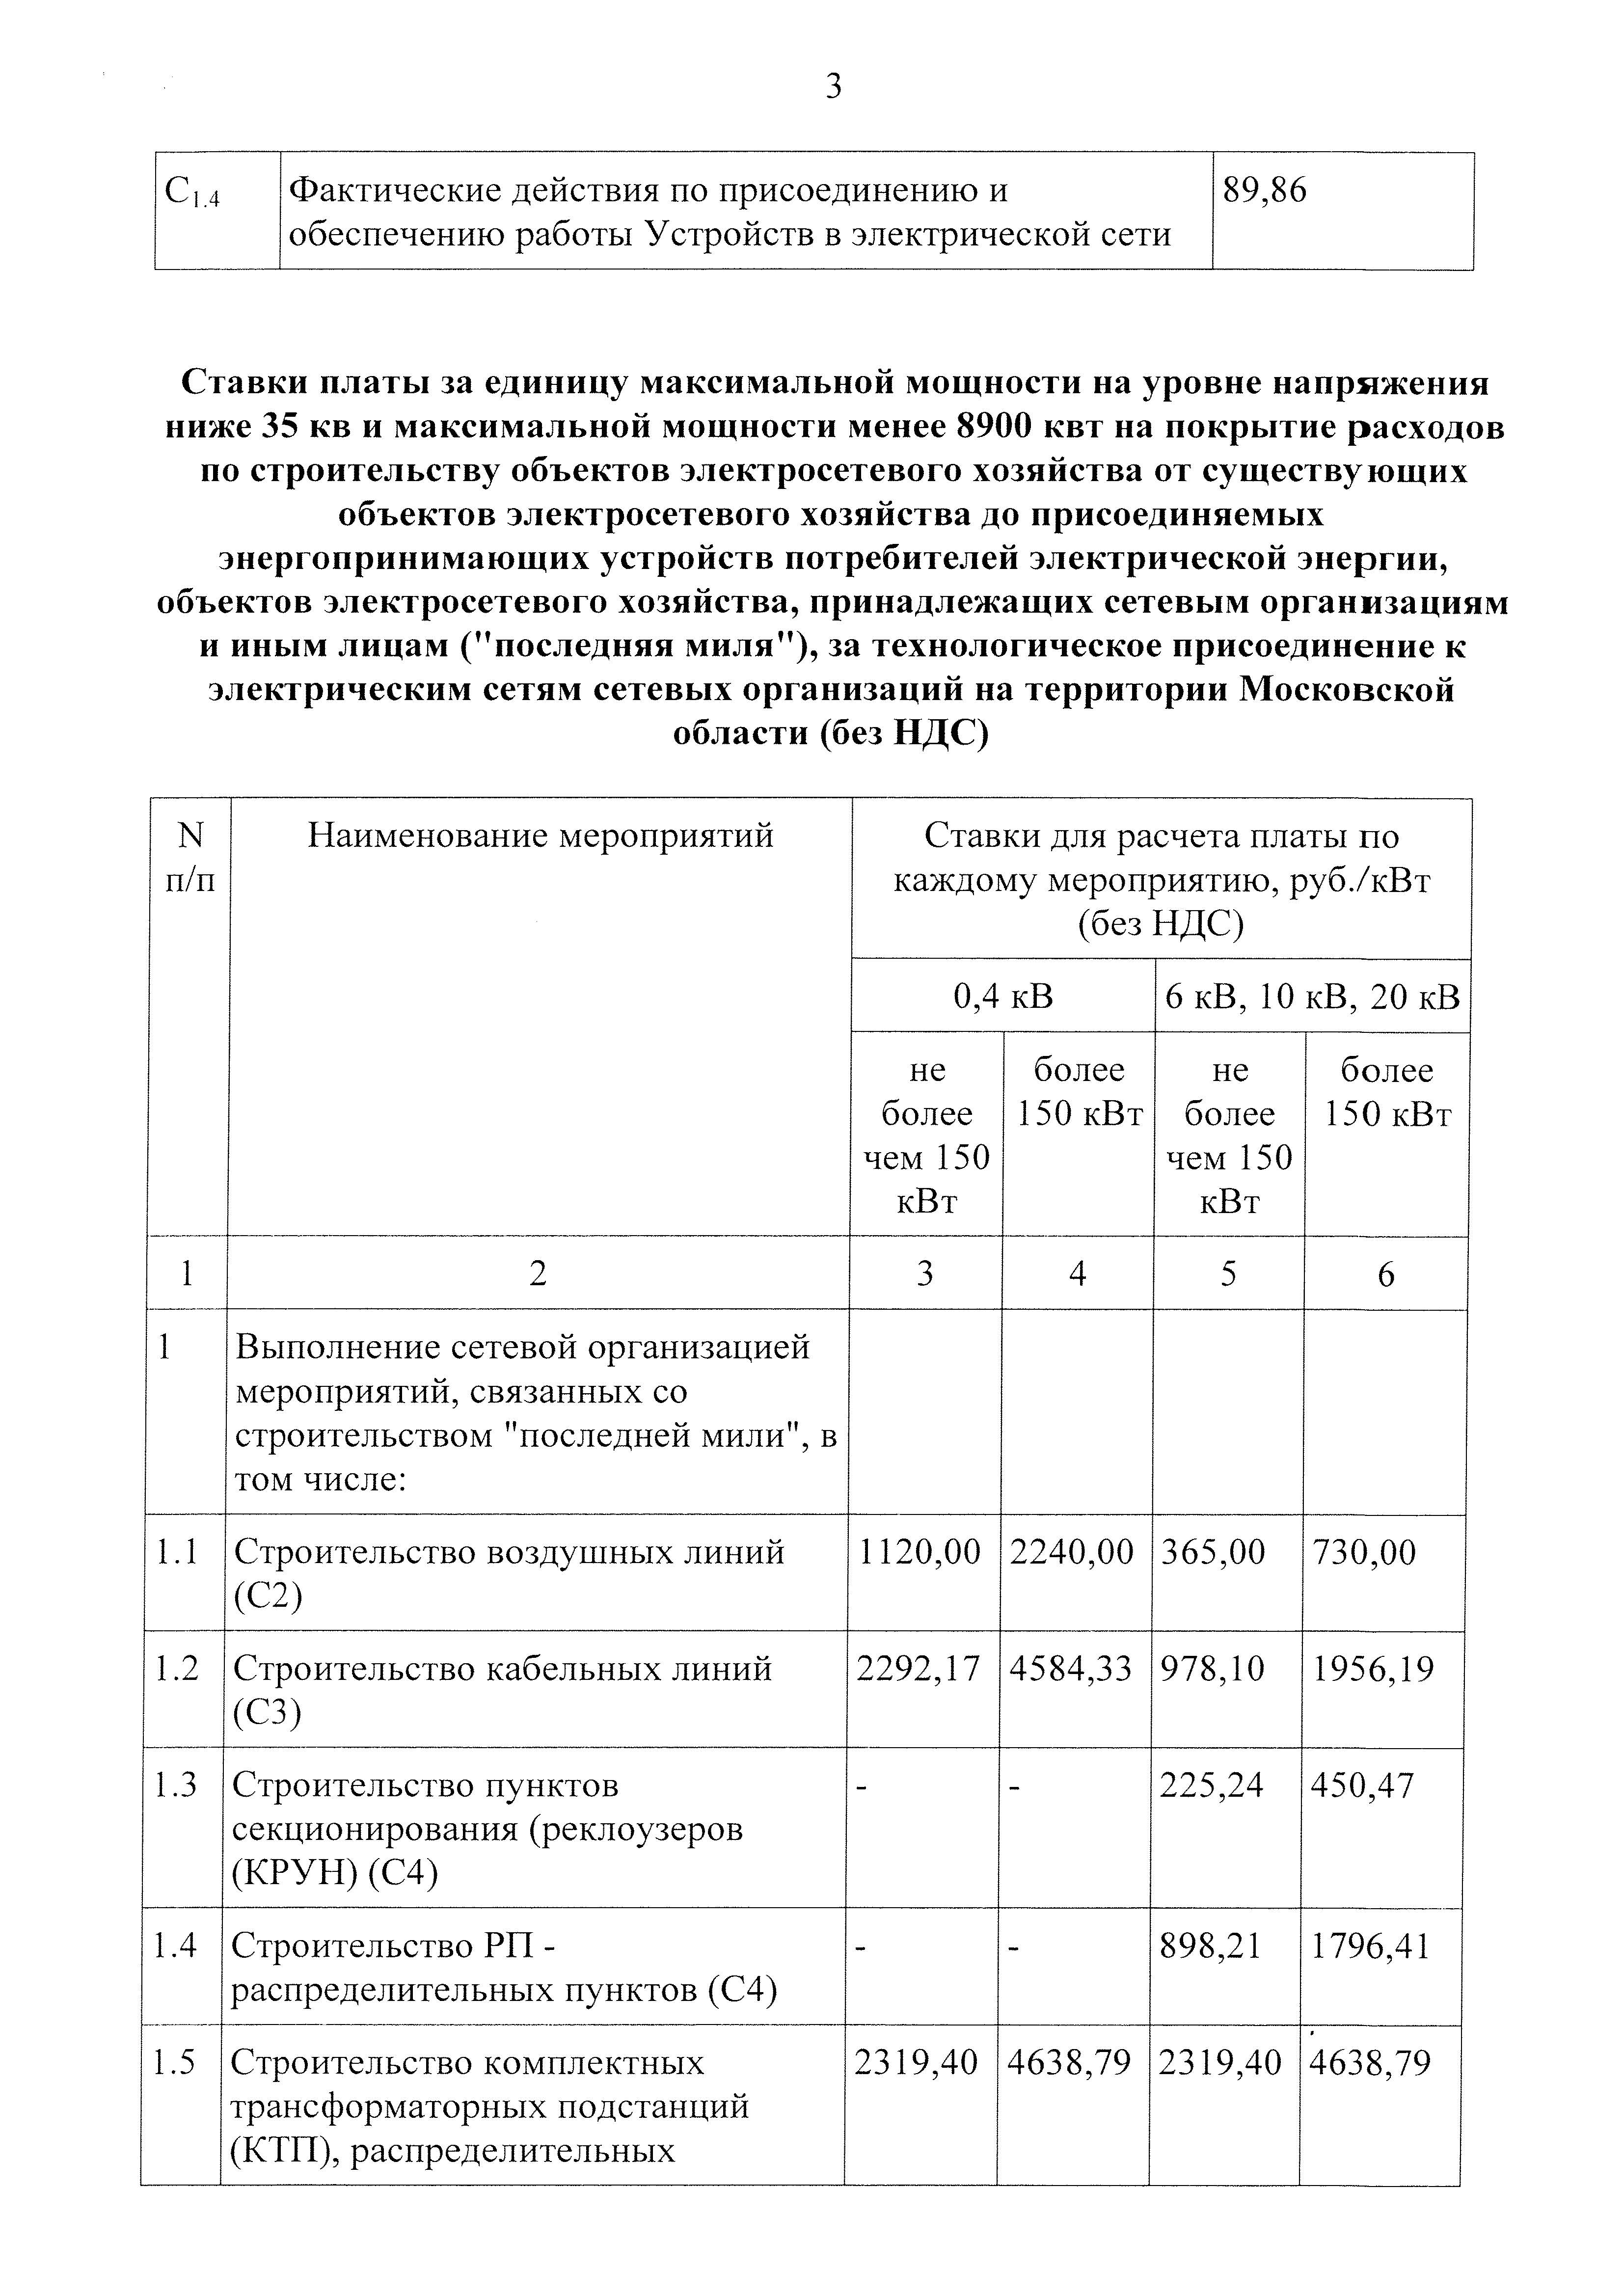 3
С1.4
Фактические действия по присоединению и
обеспечению работы Устройств в электрической сети
89,86
Ставки платы за единицу максимальной мощности на уровне напряжения
ниже 35 кв и максимальной мощности менее 8900 квт на покрытие расходов
по строительству объектов электросетевого хозяйства от существующих
объектов электросетевого хозяйства до присоединяемых
энергопринимающих устройств потребителей электрической энергии,
объектов электросетевого хозяйства, принадлежащих сетевым организациям
и иным лицам ("последняя миля"), за технологическое присоединение к
электрическим сетям сетевых организаций на территории Московской
области (без НДС)
N
п/п
Наименование мероприятий
Ставки для расчета платы по
каждому мероприятию, руб./кВт
(без НДС)
0,4 кВ
6 кВ, 10 кВ, 20 кВ
не
более
чем 150
кВт
более
150 кВт
не
более
чем 150
кВт
более
150 кВт
1 2 3 4 5 6
1
Выполнение сетевой организацией
мероприятий, связанных со
строительством "последней мили", в
том числе:
1.1 Строительство воздушных линий 1120,00 2240,00 365,00 730,00
(С2)
1.2 Строительство кабельных линий 2292,17 4584,33 978,10 1956,19
(С3)
1.3 Строительство пунктов - - 225,24 450,47
секционирования (реклоузеров
(КРУН) (С4)
1.4 Строительство РП - - - 898,21 1796,41
распределительных пунктов (С4)
1.5 Строительство комплектных 2319,40 4638,79 2319,40 4638,79
трансформаторных подстанций
(КТП), распределительных